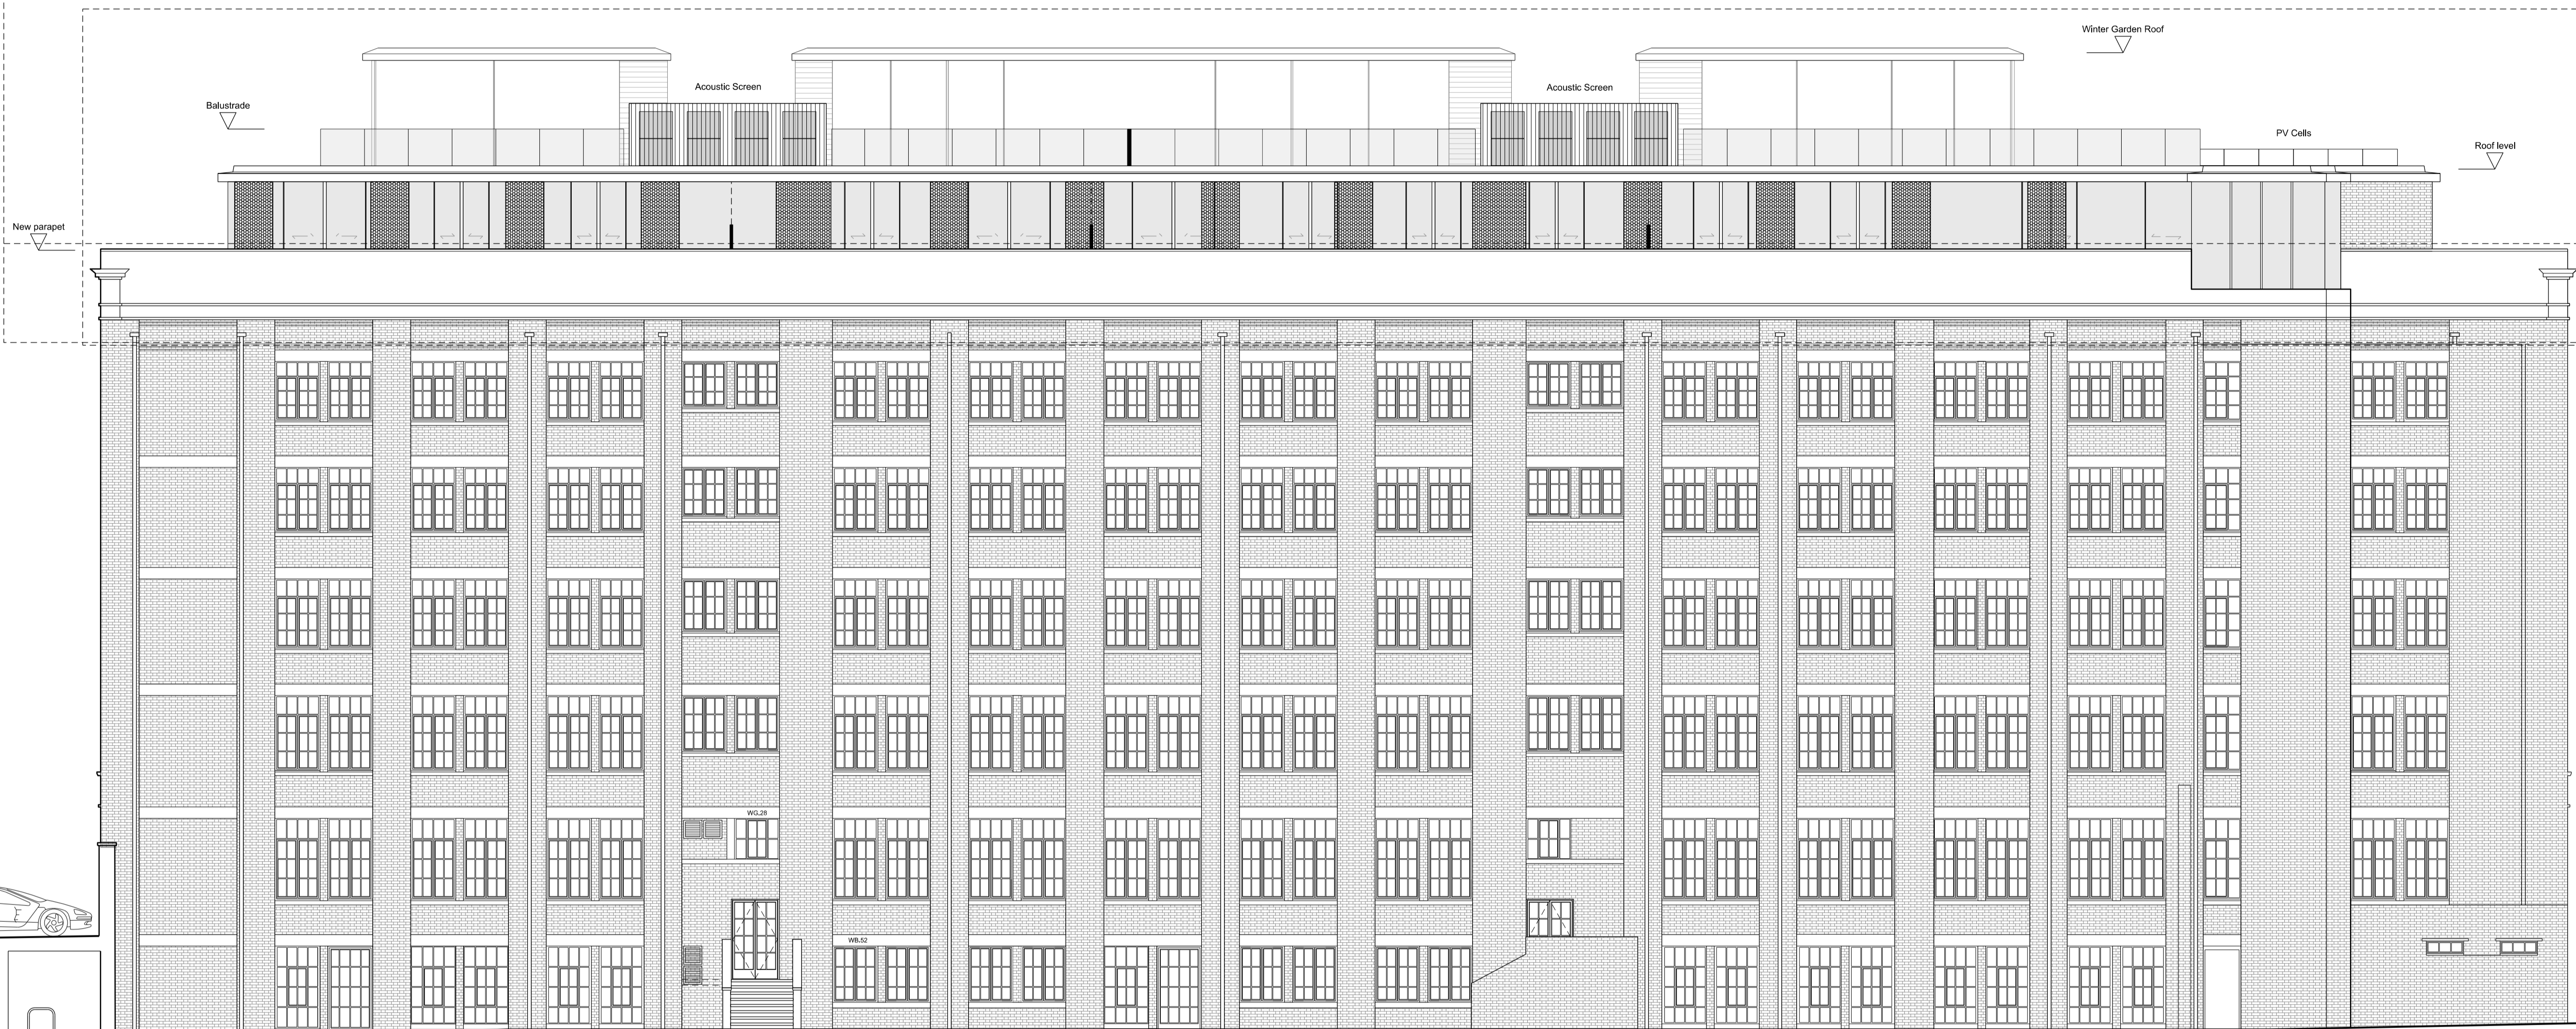 Winter Garden Roof
Acoustic Screen
Acoustic Screen
Balustrade
PV Cells
Roof level
New parapet
WG.28
WB.52